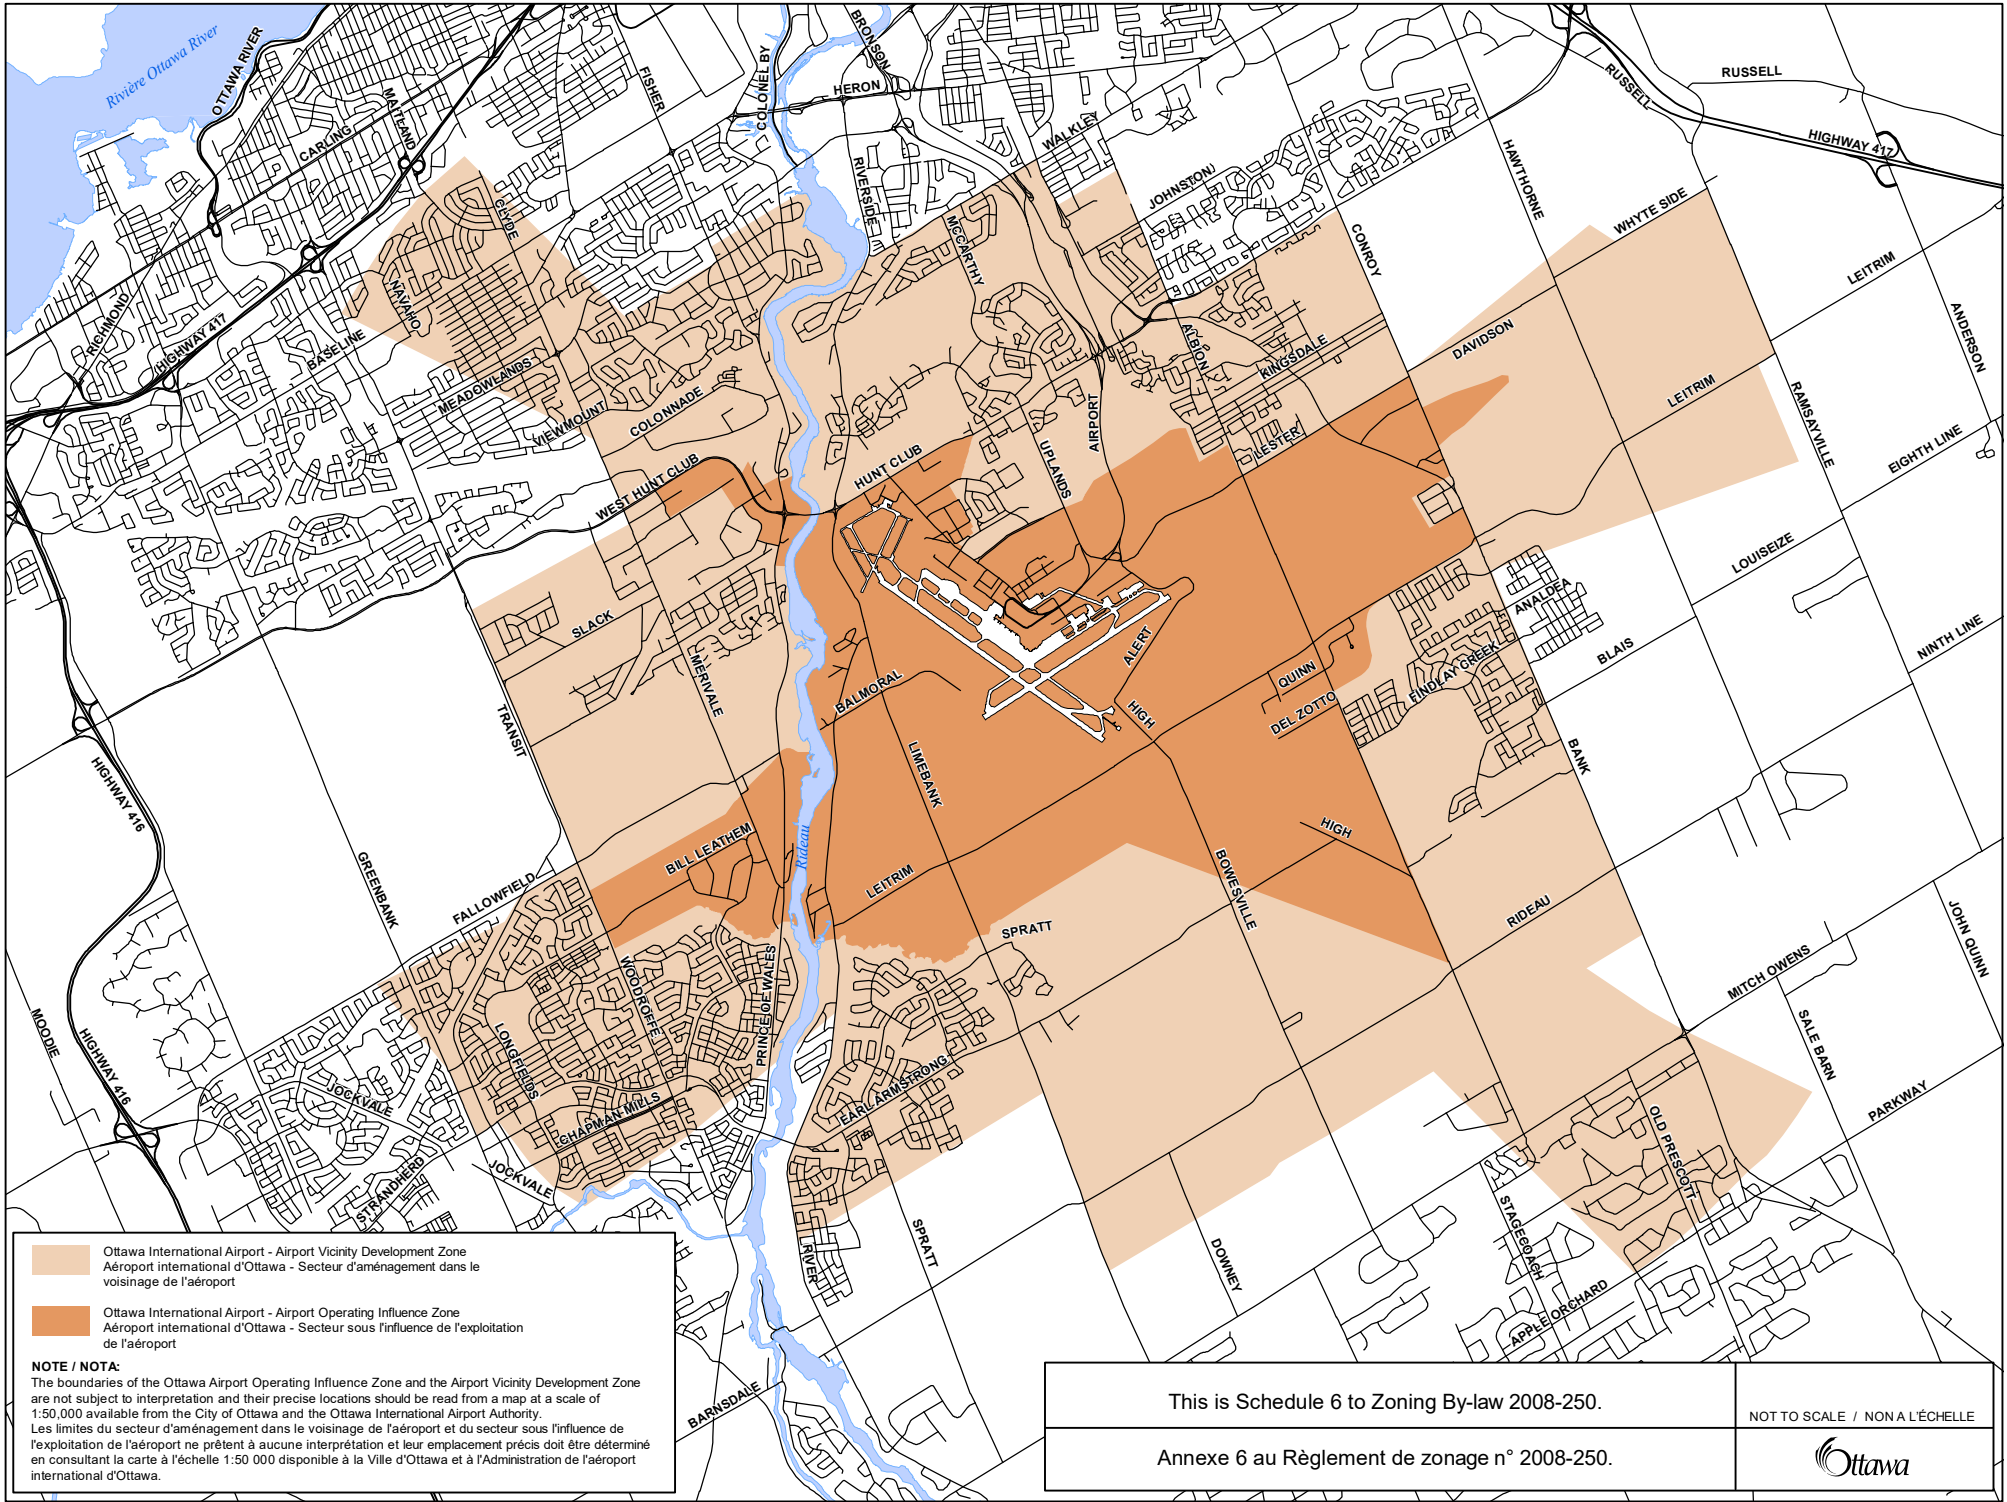 Rivière Ottawa River
OTTAWA RIVER
CARLING
MAITLAND
FISHER
COLONEL BY
BRONSON
HERON
RIVERSIDE
WALKLEY
JOHNSTON
RUSSELL
RUSSELL
HIGHWAY 417
HAWTHORNE
WHYTE SIDE
LEITRIM
ANDERSON
CLYDE
NAVAHO
MCCARTHY
CONROY
RICHMOND
HIGHWAY 417
BASELINE
MEADOWLANDS
VIEWMOUNT
COLONNADE
ALBION
KINGSDALE
DAVIDSON
LEITRIM
RAMSAYVILLE
EIGHTH LINE
WEST HUNT CLUB
HUNT CLUB
UPLANDS
AIRPORT
LESTER
LOUISEIZE
SLACK
MERIVALE
BALMORAL
ALERT
QUINN
DEL ZOTTO
FINDLAY CREEK
ANALDEA
BLAIS
NINTH LINE
TRANSIT
HIGH
LIMEBANK
BANK
HIGHWAY 416
BILL LEATHEM
Rideau
LEITRIM
HIGH
BOWESVILLE
GREENBANK
FALLOWFIELD
SPRATT
RIDEAU
MITCH OWENS
JOHN QUINN
WOODROFFE
PRINCE OF WALES
MOODIE
HIGHWAY 416
LONGFIELDS
JOCKVALE
CHAPMAN MILLS
EARL ARMSTRONG
SALE BARN
PARKWAY
OLD PRESCOTT
STRANDHERD
JOCKVALE
RIVER
SPRATT
DOWNEY
STAGECOACH
APPLE ORCHARD
BARNSDALE
Ottawa International Airport - Airport Vicinity Development Zone
Aéroport international d'Ottawa - Secteur d'aménagement dans le
voisinage de l'aéroport
Ottawa International Airport - Airport Operating Influence Zone
Aéroport international d'Ottawa - Secteur sous l'influence de l'exploitation
de l'aéroport
NOTE / NOTA:
The boundaries of the Ottawa Airport Operating Influence Zone and the Airport Vicinity Development Zone
are not subject to interpretation and their precise locations should be read from a map at a scale of
1:50,000 available from the City of Ottawa and the Ottawa International Airport Authority.
Les limites du secteur d'aménagement dans le voisinage de l'aéroport et du secteur sous l'influence de
l'exploitation de l'aéroport ne prêtent à aucune interprétation et leur emplacement précis doit être déterminé
en consultant la carte à l'échelle 1:50 000 disponible à la Ville d'Ottawa et à l'Administration de l'aéroport
international d'Ottawa.
This is Schedule 6 to Zoning By-law 2008-250.
Annexe 6 au Règlement de zonage n° 2008-250.
NOT TO SCALE / NON A L'ÉCHELLE
Ottawa